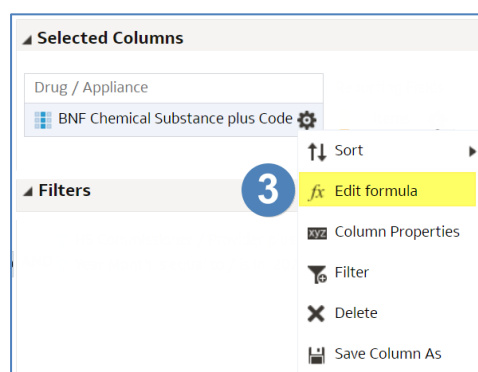 Selected Columns
Drug / Appliance
BNF Chemical Substance plus Code
Sort
Filters
3
fx Edit formula
xyz Column Properties
Filter
Delete
Save Column As